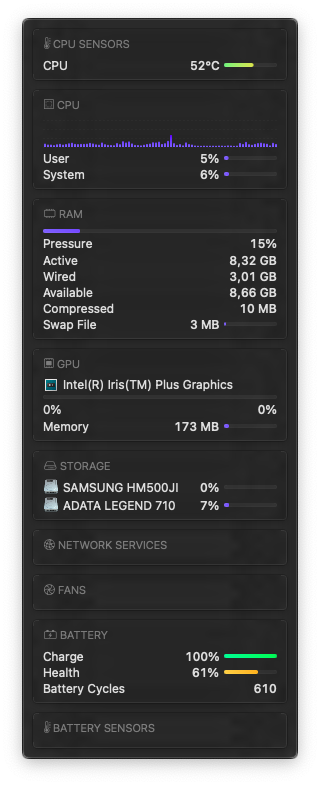 CPU SENSORS
CPU 52°C
CPU
User 5%
System 6%
RAM
Pressure 15%
Active 8,32 GB
Wired 3,01 GB
Available 8,66 GB
Compressed 10 MB
Swap File 3 MB
GPU
Intel(R) Iris(TM) Plus Graphics
0% 0%
Memory 173 MB
STORAGE
SAMSUNG HM500JI 0%
ADATA LEGEND 710 7%
NETWORK SERVICES
FANS
BATTERY
Charge 100%
Health 61%
Battery Cycles 610
BATTERY SENSORS